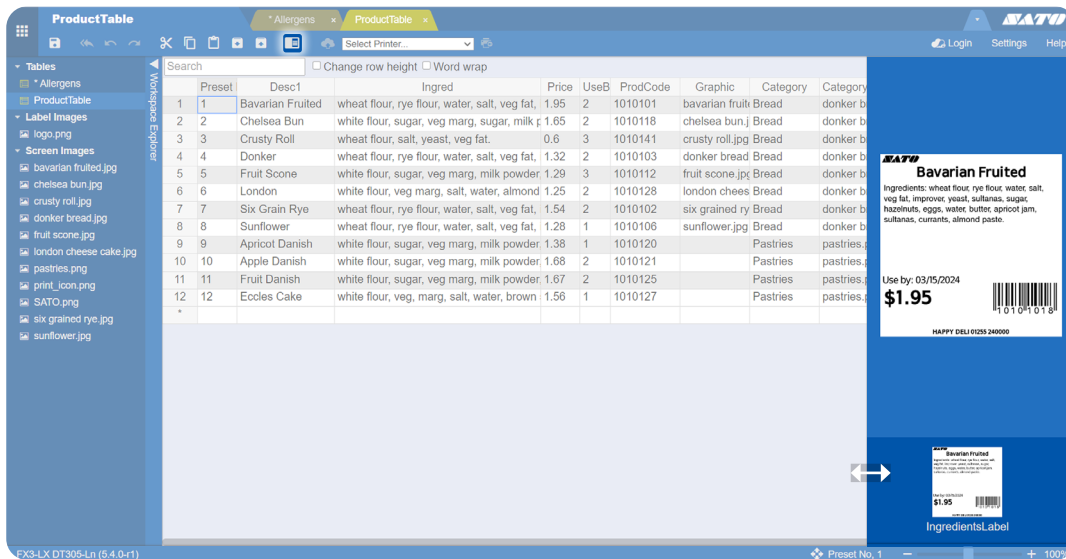 ProductTable
* Allergens ×
ProductTable ×
SATO
Select Printer...
Login Settings Help
Tables
* Allergens
ProductTable
Label Images
logo.png
Screen Images
bavarian fruited.jpg
chelsea bun.jpg
crusty roll.jpg
donker bread.jpg
fruit scone.jpg
london cheese cake.jpg
pastries.png
print_icon.png
SATO.png
six grained rye.jpg
sunflower.jpg
Workspace Explorer
Search Change row height Word wrap
Preset Desc1 Ingred Price UseB ProdCode Graphic Category Category
1 1 Bavarian Fruited wheat flour, rye flour, water, salt, veg fat, 1.95 2 1010101 bavarian fruit Bread donker b
2 2 Chelsea Bun white flour, sugar, veg marg, sugar, milk p 1.65 2 1010118 chelsea bun.j Bread donker b
3 3 Crusty Roll wheat flour, salt, yeast, veg fat. 0.6 3 1010141 crusty roll.jpg Bread donker b
4 4 Donker wheat flour, rye flour, water, salt, veg fat, 1.32 2 1010103 donker bread Bread donker b
5 5 Fruit Scone wheat flour, sugar, veg marg, milk powder, 1.29 3 1010112 fruit scone.jpg Bread donker b
6 6 London white flour, veg marg, salt, water, almond 1.25 2 1010128 london chees Bread donker b
7 7 Six Grain Rye wheat flour, rye flour, water, salt, veg fat, 1.54 2 1010102 six grained ry Bread donker b
8 8 Sunflower wheat flour, rye flour, water, salt, veg fat, 1.28 1 1010106 sunflower.jpg Bread donker b
9 9 Apricot Danish white flour, sugar, veg marg, milk powder, 1.38 1 1010120 Pastries pastries.p
10 10 Apple Danish white flour, sugar, veg marg, milk powder, 1.68 2 1010121 Pastries pastries.p
11 11 Fruit Danish white flour, sugar, veg marg, milk powder, 1.67 2 1010125 Pastries pastries.p
12 12 Eccles Cake white flour, veg, marg, salt, water, brown 1.56 1 1010127 Pastries pastries.p
*
SATO
Bavarian Fruited
Ingredients: wheat flour, rye flour, water, salt,
veg fat, improver, yeast, sultanas, sugar,
hazelnuts, eggs, water, butter, apricot jam,
sultanas, currants, almond paste.
Use by: 03/15/2024
$1.95
10101018
HAPPY DELI 01255 240000
Bavarian Fruited
$1.95
IngredientsLabel
FX3-LX DT305-Ln (5.4.0-r1)
Preset No, 1 100%